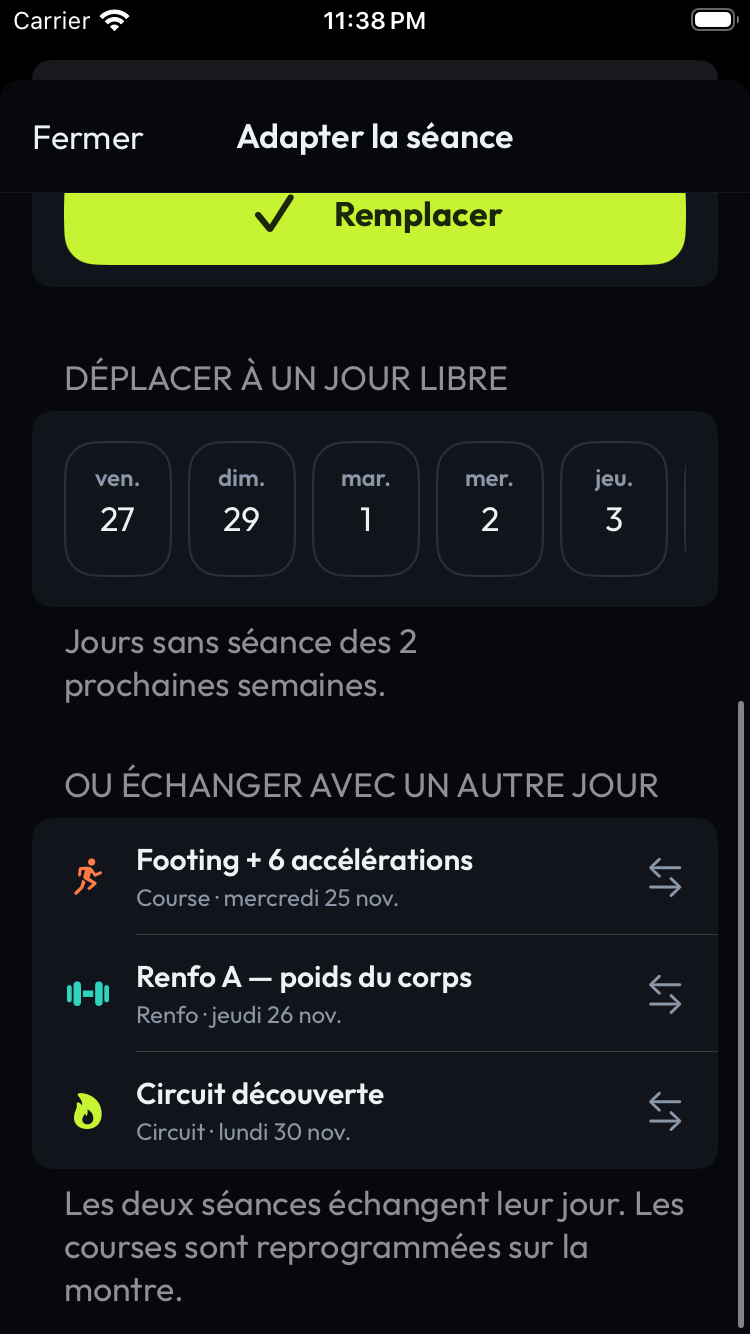 Carrier
11:38 PM
Fermer
Adapter la séance
Remplacer
DÉPLACER À UN JOUR LIBRE
ven. dim. mar. mer. jeu.
27 29 1 2 3
Jours sans séance des 2
prochaines semaines.
OU ÉCHANGER AVEC UN AUTRE JOUR
Footing + 6 accélérations
Course · mercredi 25 nov.
Renfo A — poids du corps
Renfo · jeudi 26 nov.
Circuit découverte
Circuit · lundi 30 nov.
Les deux séances échangent leur jour. Les
courses sont reprogrammées sur la
montre.